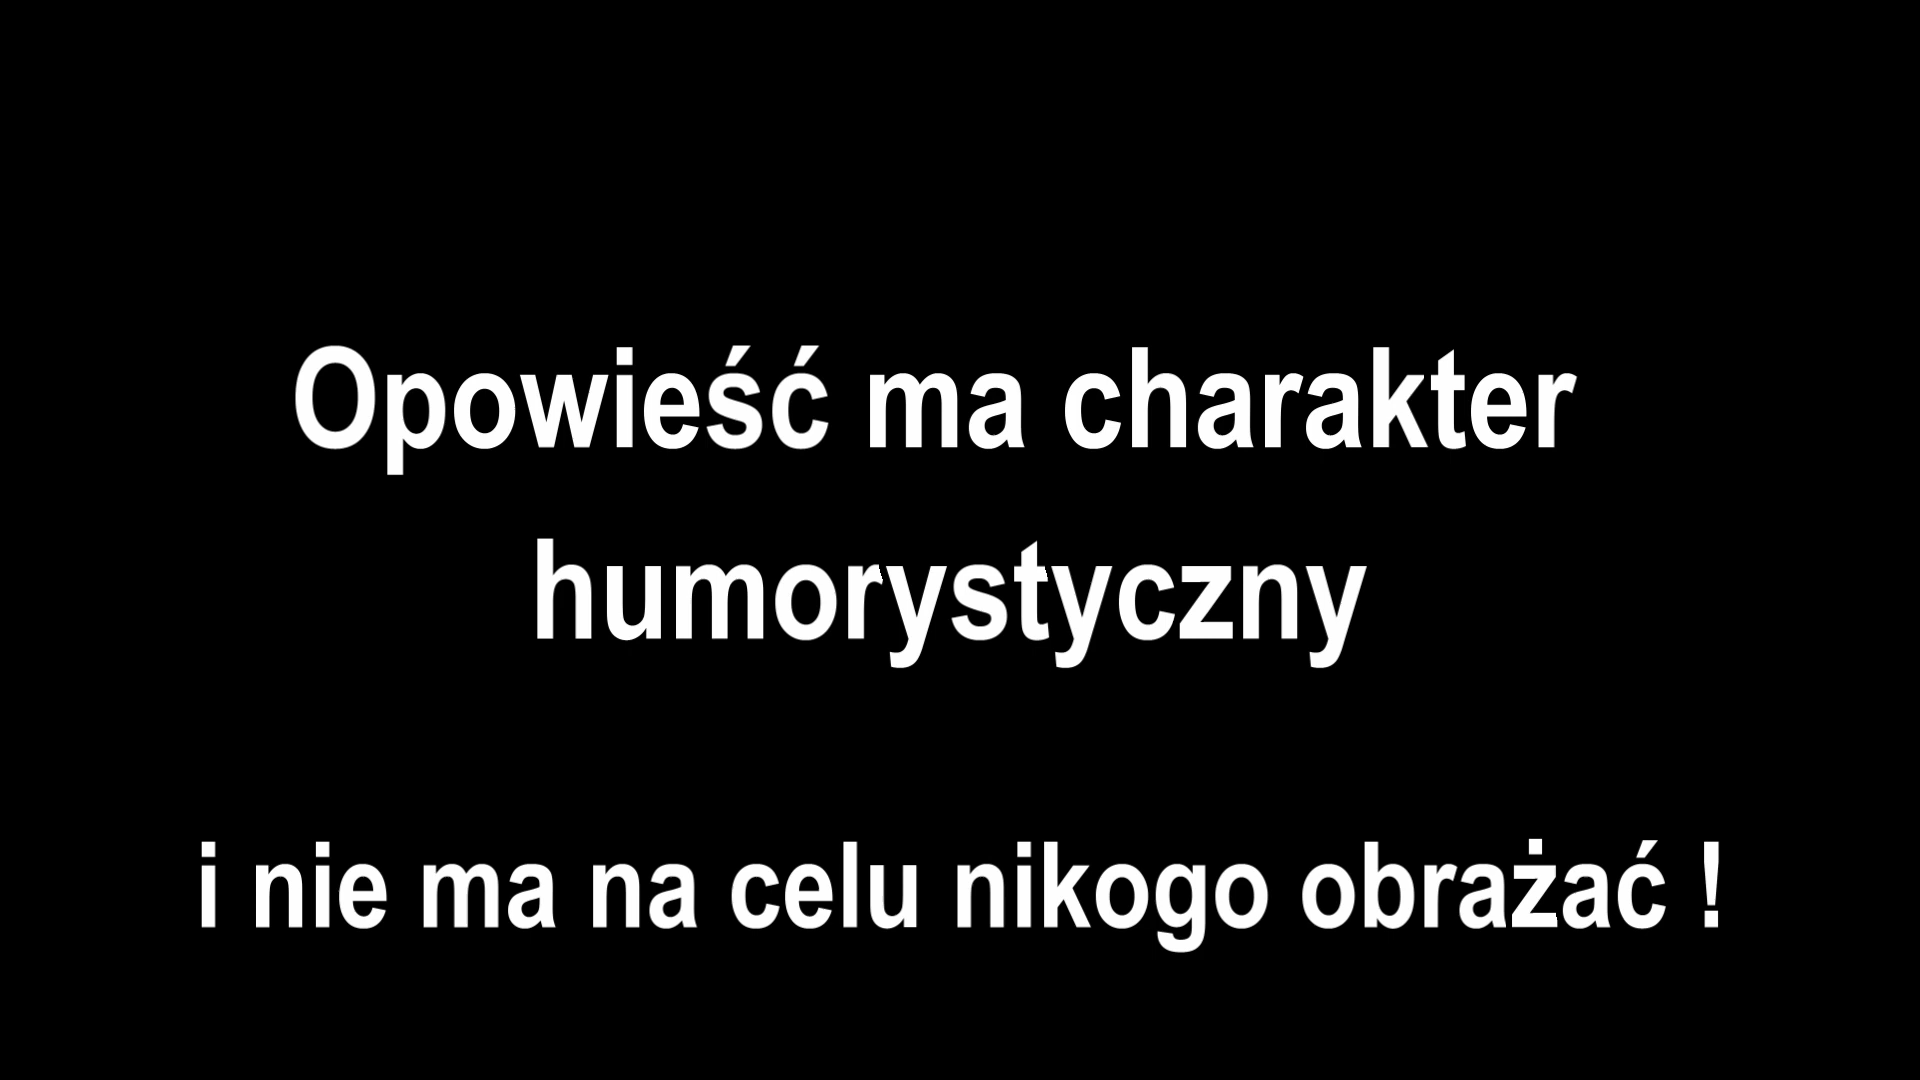 Opowieść ma charakter
humorystyczny
i nie ma na celu nikogo obrażać !